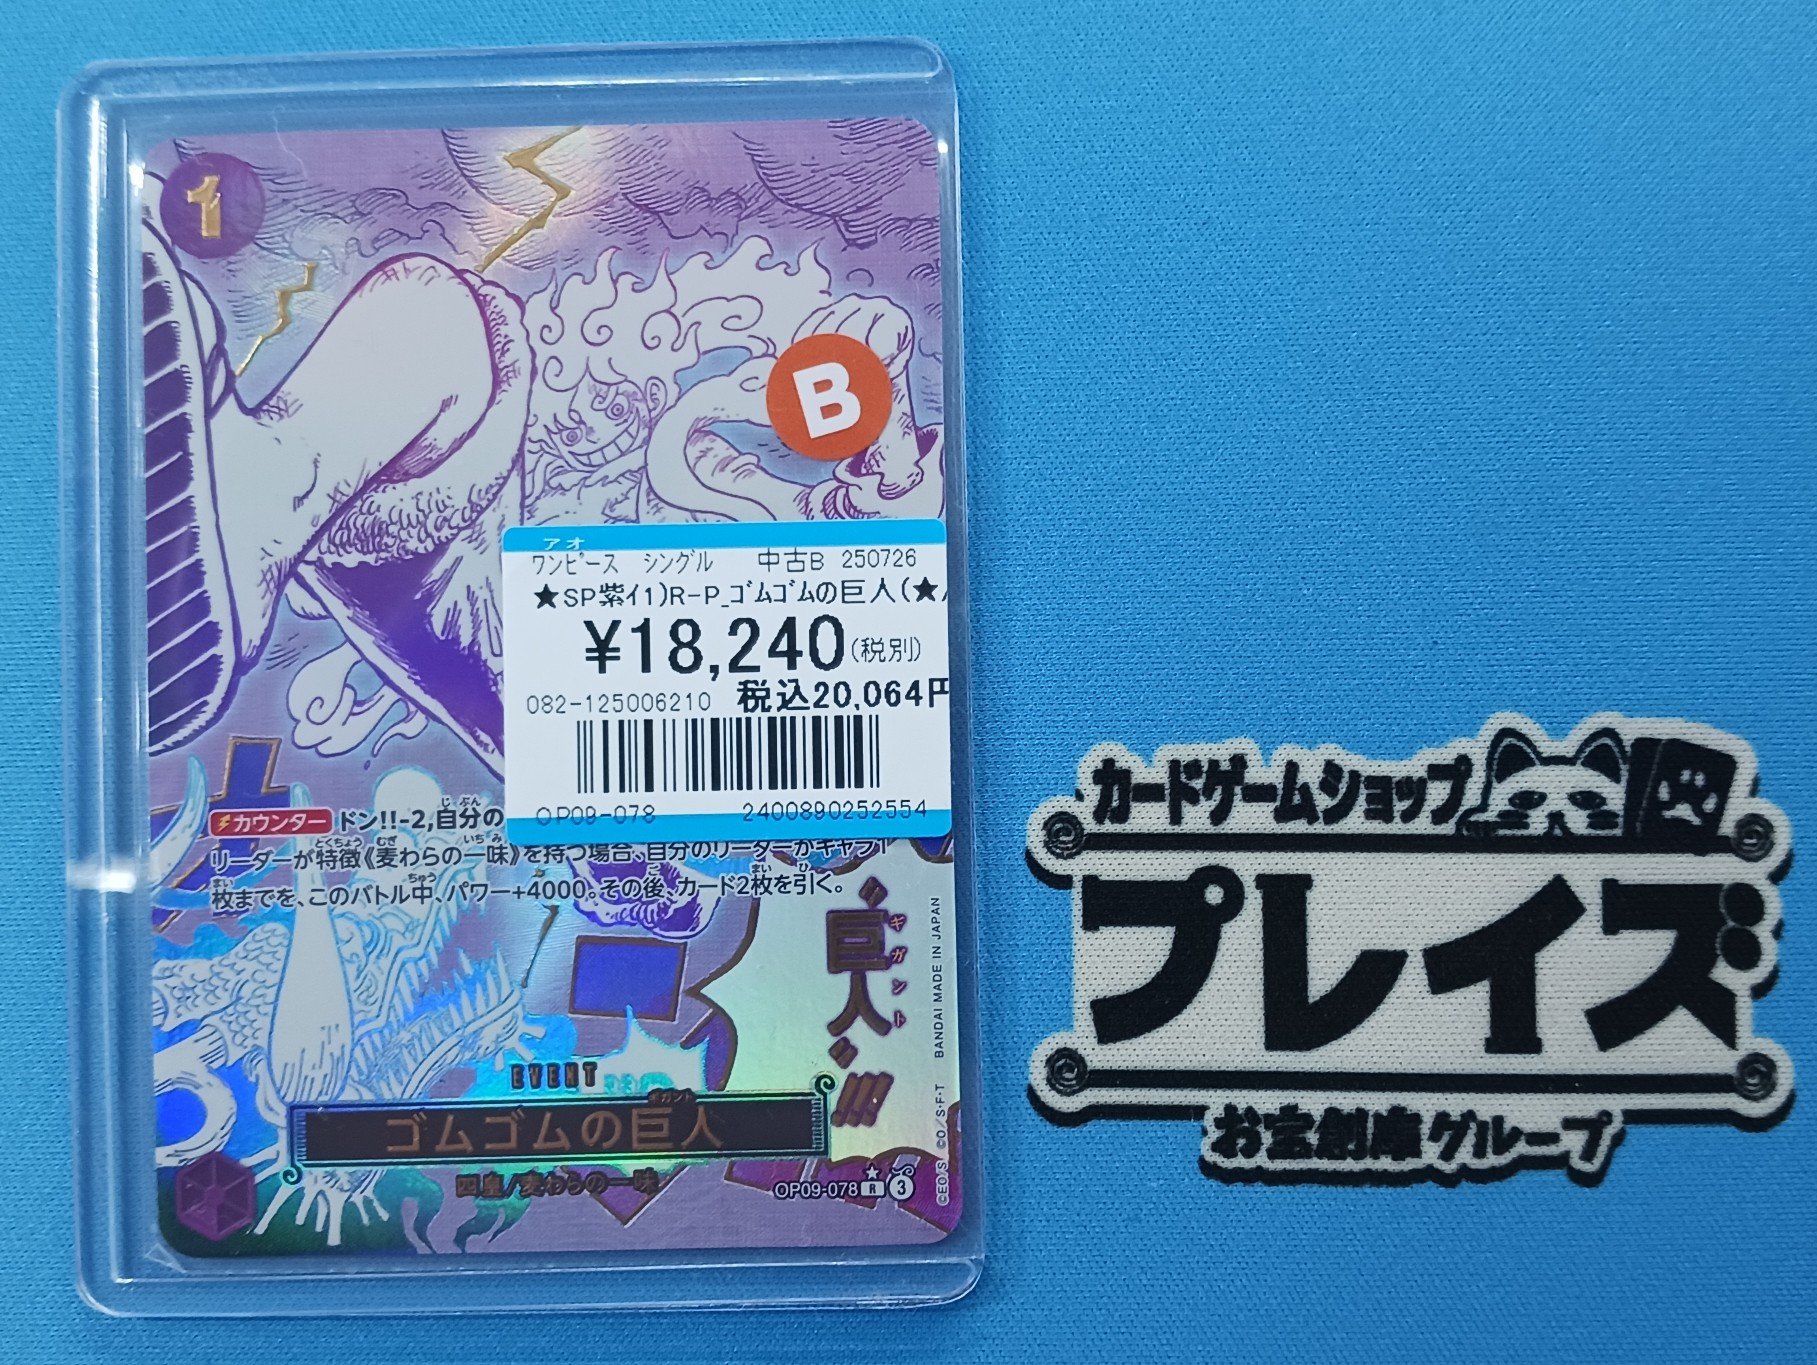 1
B
アオ
ワンピース シングル 中古B 250726
★SP紫イ1)R-P_ゴムゴムの巨人(★
¥18,240(税別)
082-125006210 税込20,064円
OP09-078 2400890252554
カウンター ドン!!-2,自分の
リーダーが特徴《麦わらの一味》を持つ場合、自分のリーダーかキャラ1
枚までを、このバトル中、パワー+4000。その後、カード2枚を引く。
"巨人"!!!
ギガント
BANDAI MADE IN JAPAN
©E.O/S. ©O/S・F・T
EVENT
ギガント
ゴムゴムの巨人
四皇/麦わらの一味
OP09-078 ★ R 3
カードゲームショップ
プレイズ
お宝創庫グループ